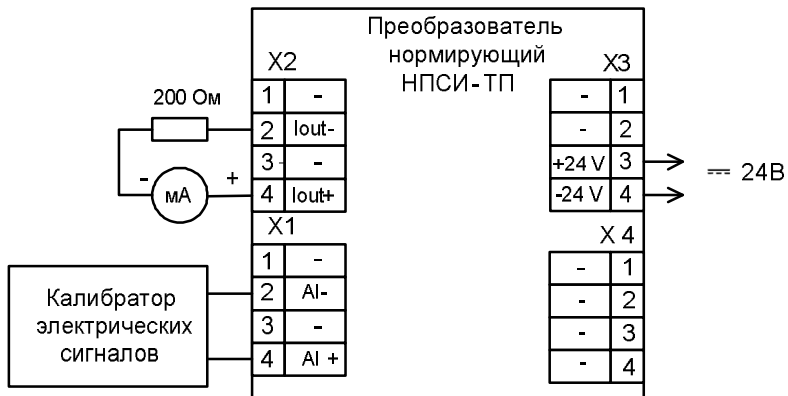 Преобразователь
нормирующий
НПСИ-ТП
X2
1 -
2 Iout-
3 -
4 Iout+
200 Ом
- мА +
X1
1 -
2 AI-
3 -
4 AI +
Калибратор
электрических
сигналов
X3
- 1
- 2
+24 V 3
-24 V 4
24В
X 4
- 1
- 2
- 3
- 4